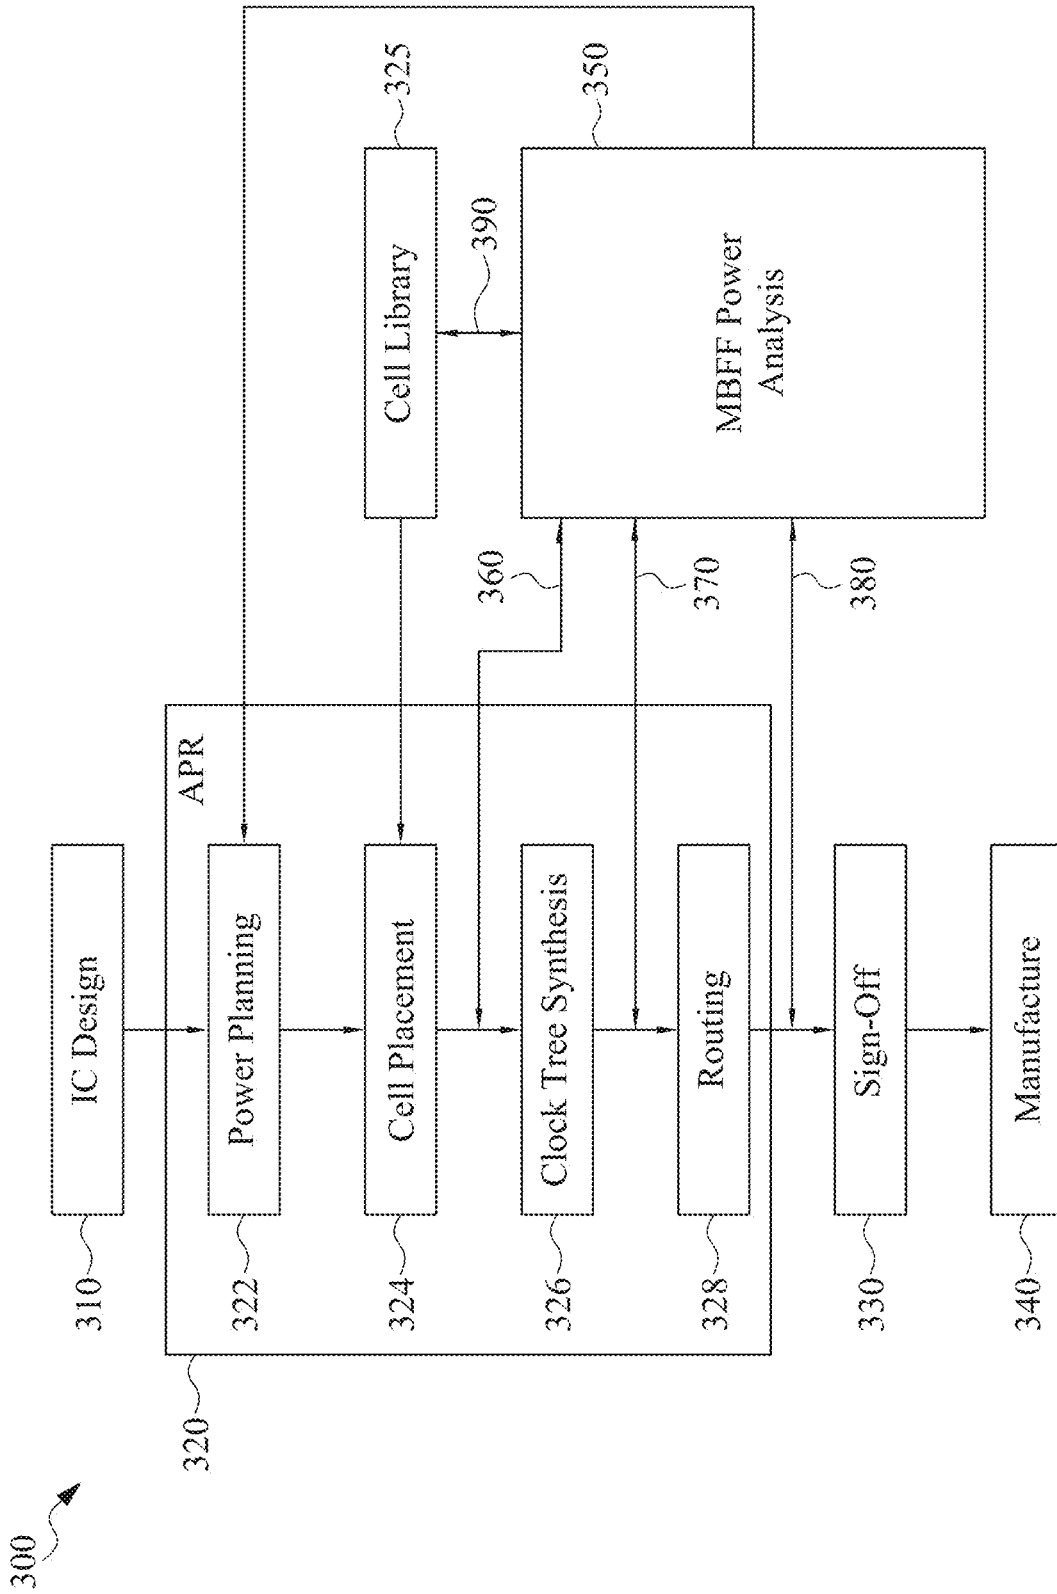 300
320
APR
310
IC Design
322
Power Planning
324
Cell Placement
326
Clock Tree Synthesis
328
Routing
330
Sign-Off
340
Manufacture
325
Cell Library
390
360
370
380
350
MBFF Power
Analysis